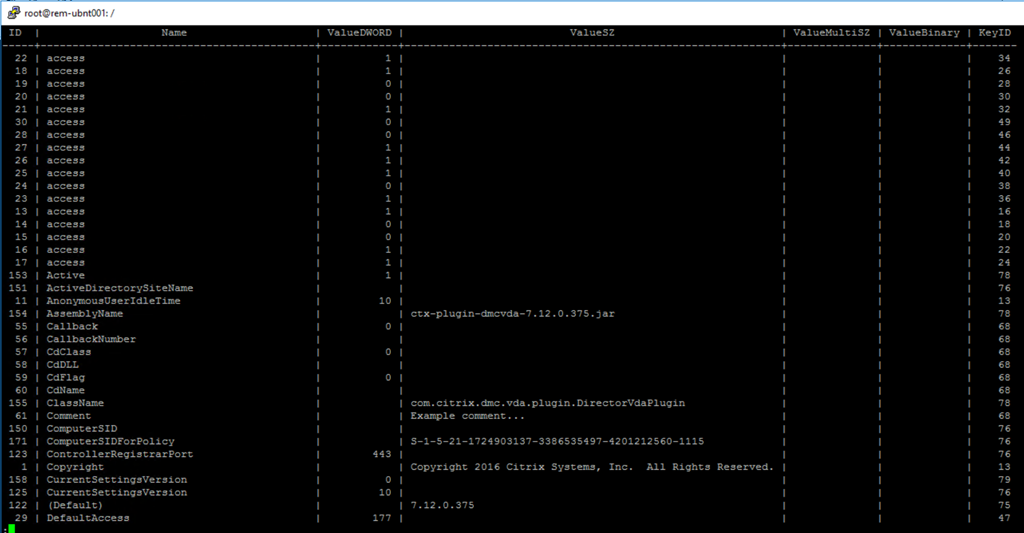 root@rem-ubnt001: /
ID | Name | ValueDWORD | ValueSZ | ValueMultiSZ | ValueBinary | KeyID
22 | access | 1 | | | | 34
18 | access | 1 | | | | 26
19 | access | 0 | | | | 28
20 | access | 0 | | | | 30
21 | access | 1 | | | | 32
30 | access | 0 | | | | 49
28 | access | 0 | | | | 46
27 | access | 1 | | | | 44
26 | access | 1 | | | | 42
25 | access | 1 | | | | 40
24 | access | 0 | | | | 38
23 | access | 1 | | | | 36
13 | access | 1 | | | | 16
14 | access | 0 | | | | 18
15 | access | 0 | | | | 20
16 | access | 1 | | | | 22
17 | access | 1 | | | | 24
153 | Active | 1 | | | | 78
151 | ActiveDirectorySiteName | | | | | 76
11 | AnonymousUserIdleTime | 10 | | | | 13
154 | AssemblyName | | ctx-plugin-dmcvda-7.12.0.375.jar | | | 78
55 | Callback | 0 | | | | 68
56 | CallbackNumber | | | | | 68
57 | CdClass | 0 | | | | 68
58 | CdDLL | | | | | 68
59 | CdFlag | 0 | | | | 68
60 | CdName | | | | | 68
155 | ClassName | | com.citrix.dmc.vda.plugin.DirectorVdaPlugin | | | 78
61 | Comment | | Example comment... | | | 68
150 | ComputerSID | | | | | 76
171 | ComputerSIDForPolicy | | S-1-5-21-1724903137-3386535497-4201212560-1115 | | | 76
123 | ControllerRegistrarPort | 443 | | | | 76
1 | Copyright | | Copyright 2016 Citrix Systems, Inc.  All Rights Reserved. | | | 13
158 | CurrentSettingsVersion | 0 | | | | 79
125 | CurrentSettingsVersion | 10 | | | | 76
122 | (Default) | | 7.12.0.375 | | | 75
29 | DefaultAccess | 177 | | | | 47
: